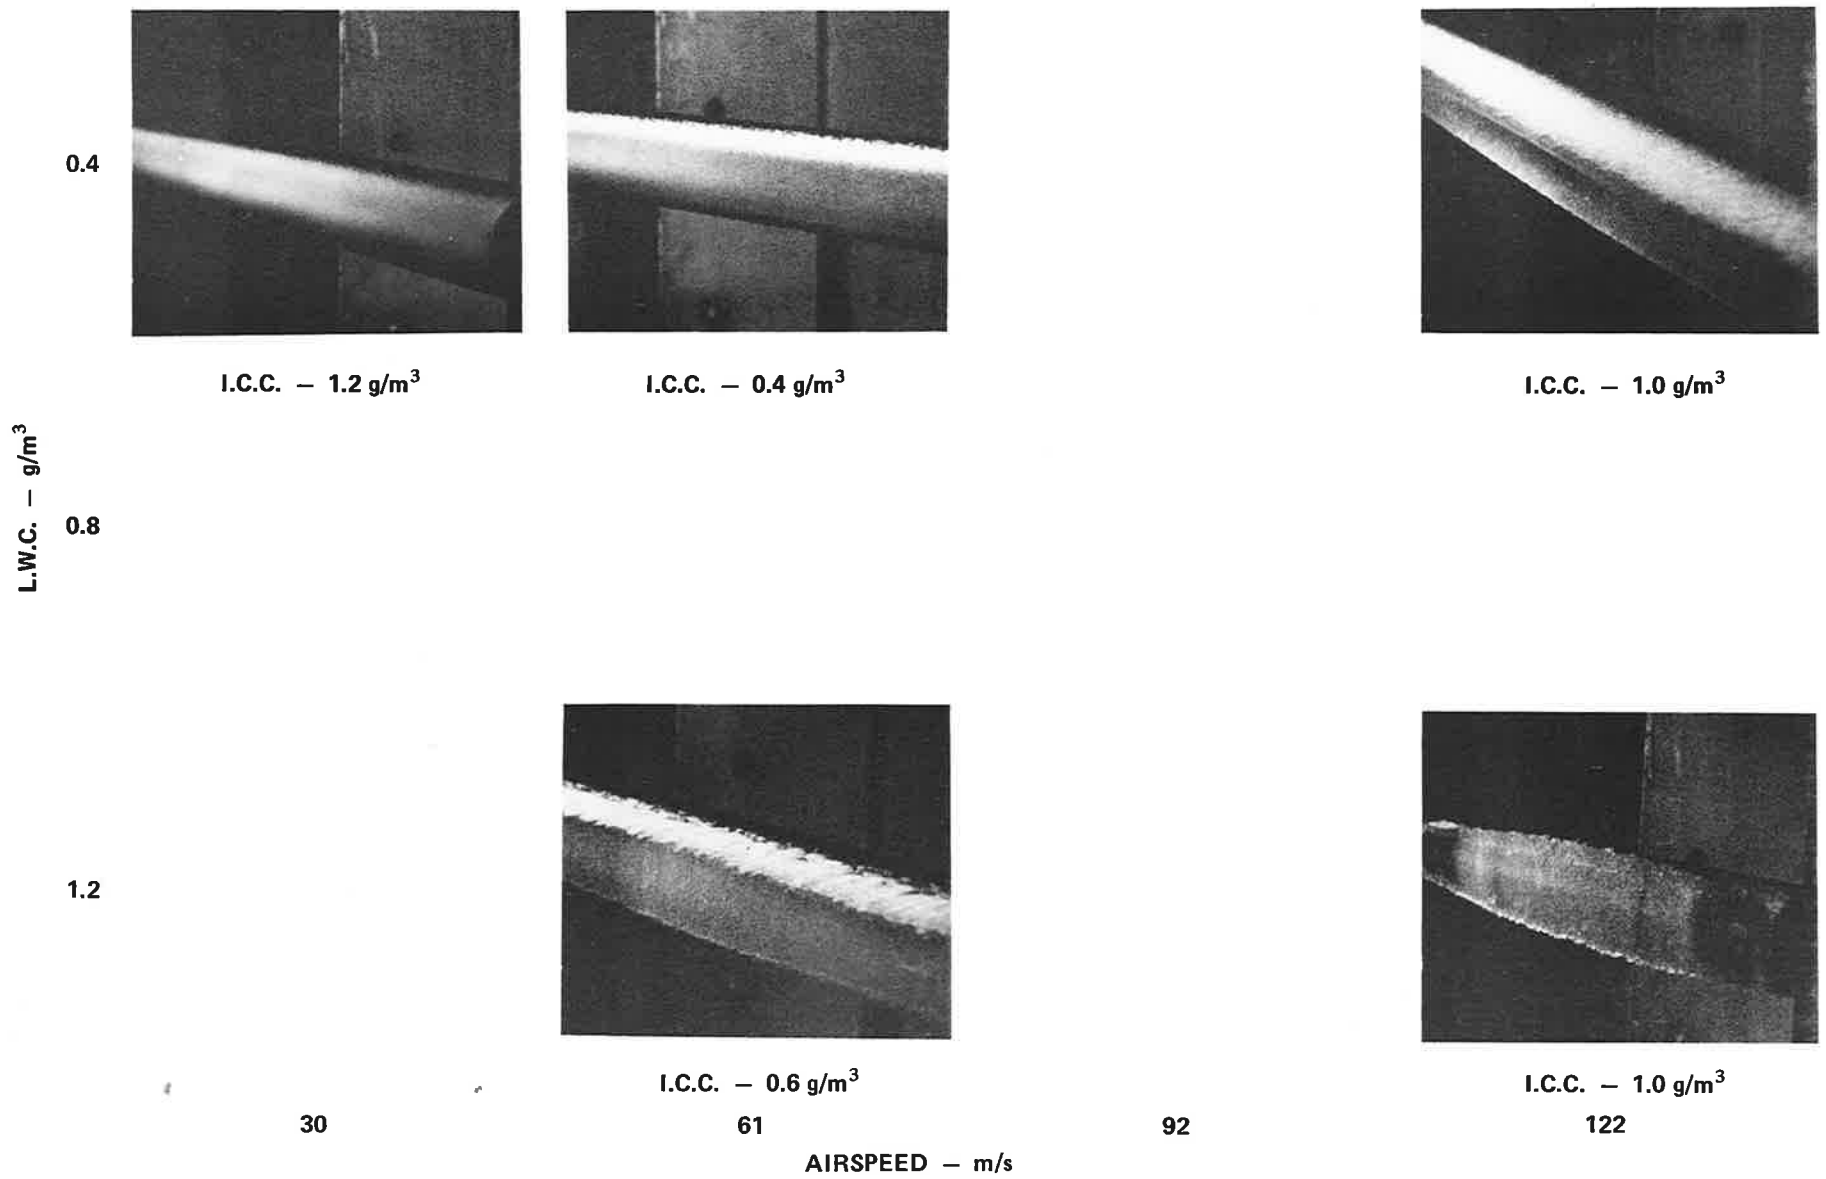 0.4
I.C.C. — 1.2 g/m³
I.C.C. — 0.4 g/m³
I.C.C. — 1.0 g/m³
L.W.C. — g/m³
0.8
1.2
I.C.C. — 0.6 g/m³
I.C.C. — 1.0 g/m³
30
61
92
122
AIRSPEED — m/s